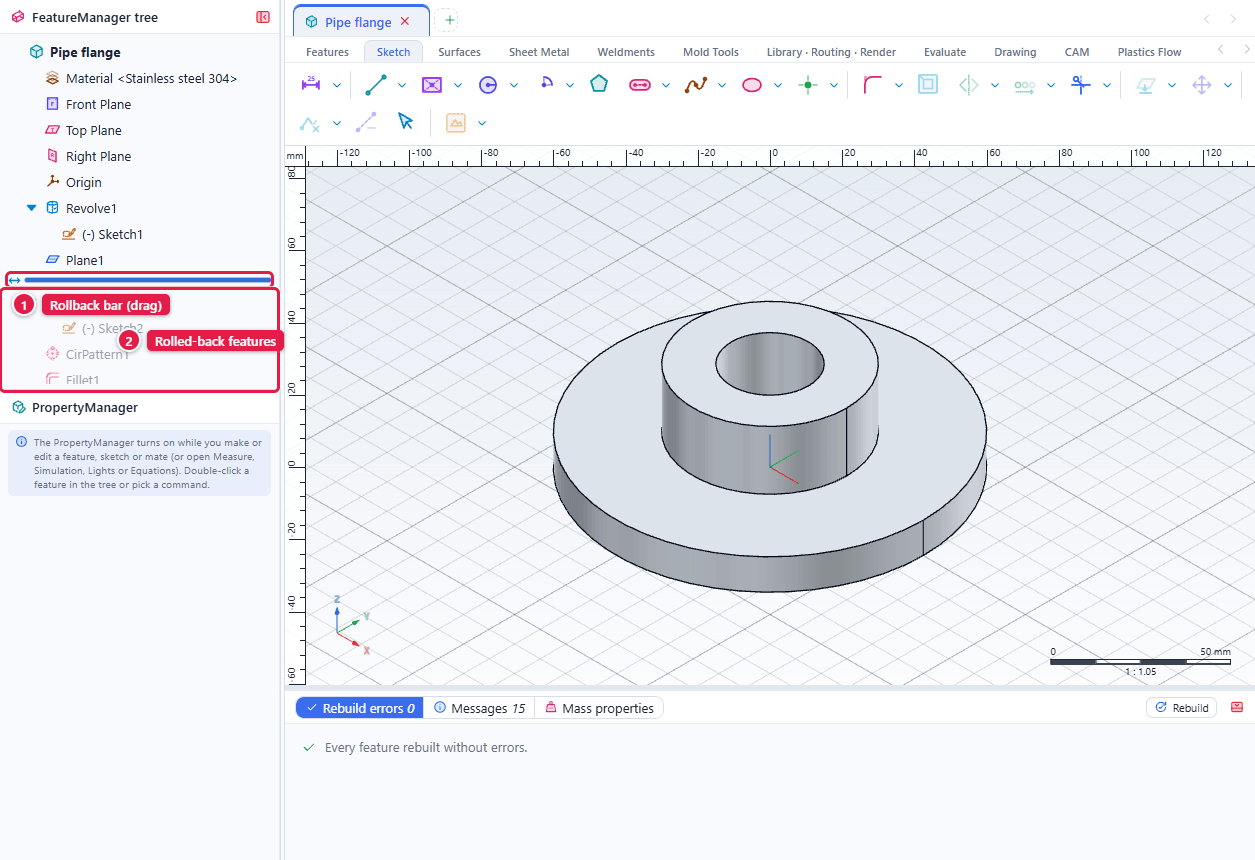 FeatureManager tree
Pipe flange
Material <Stainless steel 304>
Front Plane
Top Plane
Right Plane
Origin
Revolve1
(-) Sketch1
Plane1
1 Rollback bar (drag)
(-) Sketch2
2 Rolled-back features
CirPattern1
Fillet1
PropertyManager
The PropertyManager turns on while you make or
edit a feature, sketch or mate (or open Measure,
Simulation, Lights or Equations). Double-click a
feature in the tree or pick a command.
Pipe flange
Features Sketch Surfaces Sheet Metal Weldments Mold Tools Library · Routing · Render Evaluate Drawing CAM Plastics Flow
25
mm -120 -100 -80 -60 -40 -20 0 20 40 60 80 100 120
80
60
40
20
0
-20
-40
-60
Z
Y
X
0 50 mm
1 : 1.05
Rebuild errors 0 Messages 15 Mass properties Rebuild
Every feature rebuilt without errors.